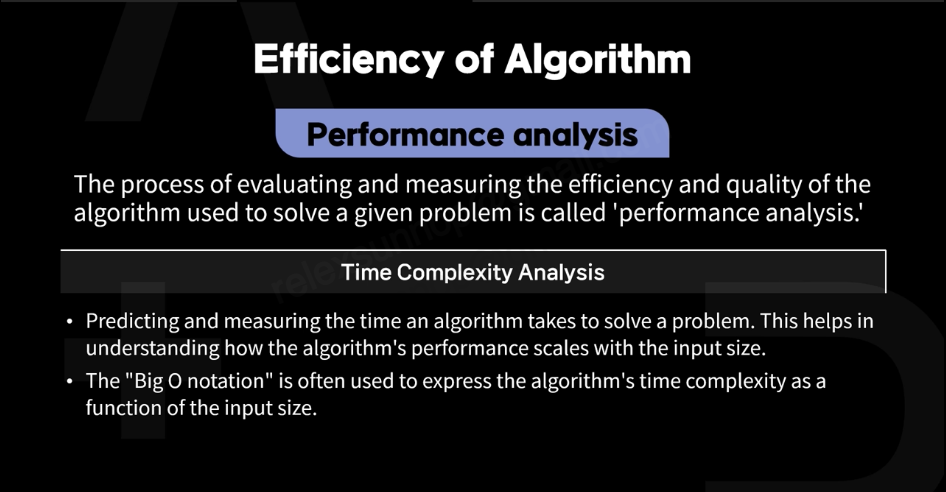 Efficiency of Algorithm
Performance analysis
The process of evaluating and measuring the efficiency and quality of the
algorithm used to solve a given problem is called 'performance analysis.'
Time Complexity Analysis
• Predicting and measuring the time an algorithm takes to solve a problem. This helps in
understanding how the algorithm's performance scales with the input size.
• The "Big O notation" is often used to express the algorithm's time complexity as a
function of the input size.